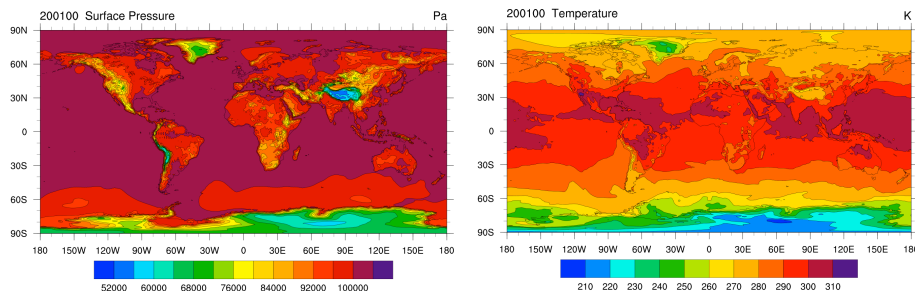 200100 Surface Pressure Pa
90N
60N
30N
0
30S
60S
90S
180 150W 120W 90W 60W 30W 0 30E 60E 90E 120E 150E 180
52000 60000 68000 76000 84000 92000 100000
200100 Temperature K
90N
60N
30N
0
30S
60S
90S
180 150W 120W 90W 60W 30W 0 30E 60E 90E 120E 150E 180
210 220 230 240 250 260 270 280 290 300 310